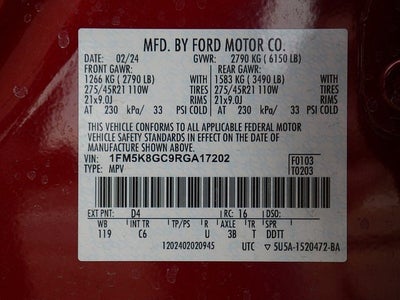 MFD. BY FORD MOTOR CO.
DATE: 02/24 GVWR: 2790 KG ( 6150 LB)
FRONT GAWR: REAR GAWR:
1266 KG ( 2790 LB) 1583 KG ( 3490 LB)
275/45R21 110W TIRES 275/45R21 110W
21x9.0J RIMS 21x9.0J
AT 230 kPa/ 33 PSI COLD AT 230 kPa/ 33 PSI COLD
THIS VEHICLE CONFORMS TO ALL APPLICABLE FEDERAL MOTOR
VEHICLE SAFETY STANDARDS IN EFFECT ON THE DATE OF
MANUFACTURE SHOWN ABOVE.
VIN: 1FM5K8GC9RGA17202 F0103
TYPE: MPV T0203
EXT PNT: D4 RC: 16 DSO:
WB INT TR TP/PS R AX TR SPR
119 C6 U 3B T DDTT
1202402020945 UTC ▽ 5U5A-1520472-BA